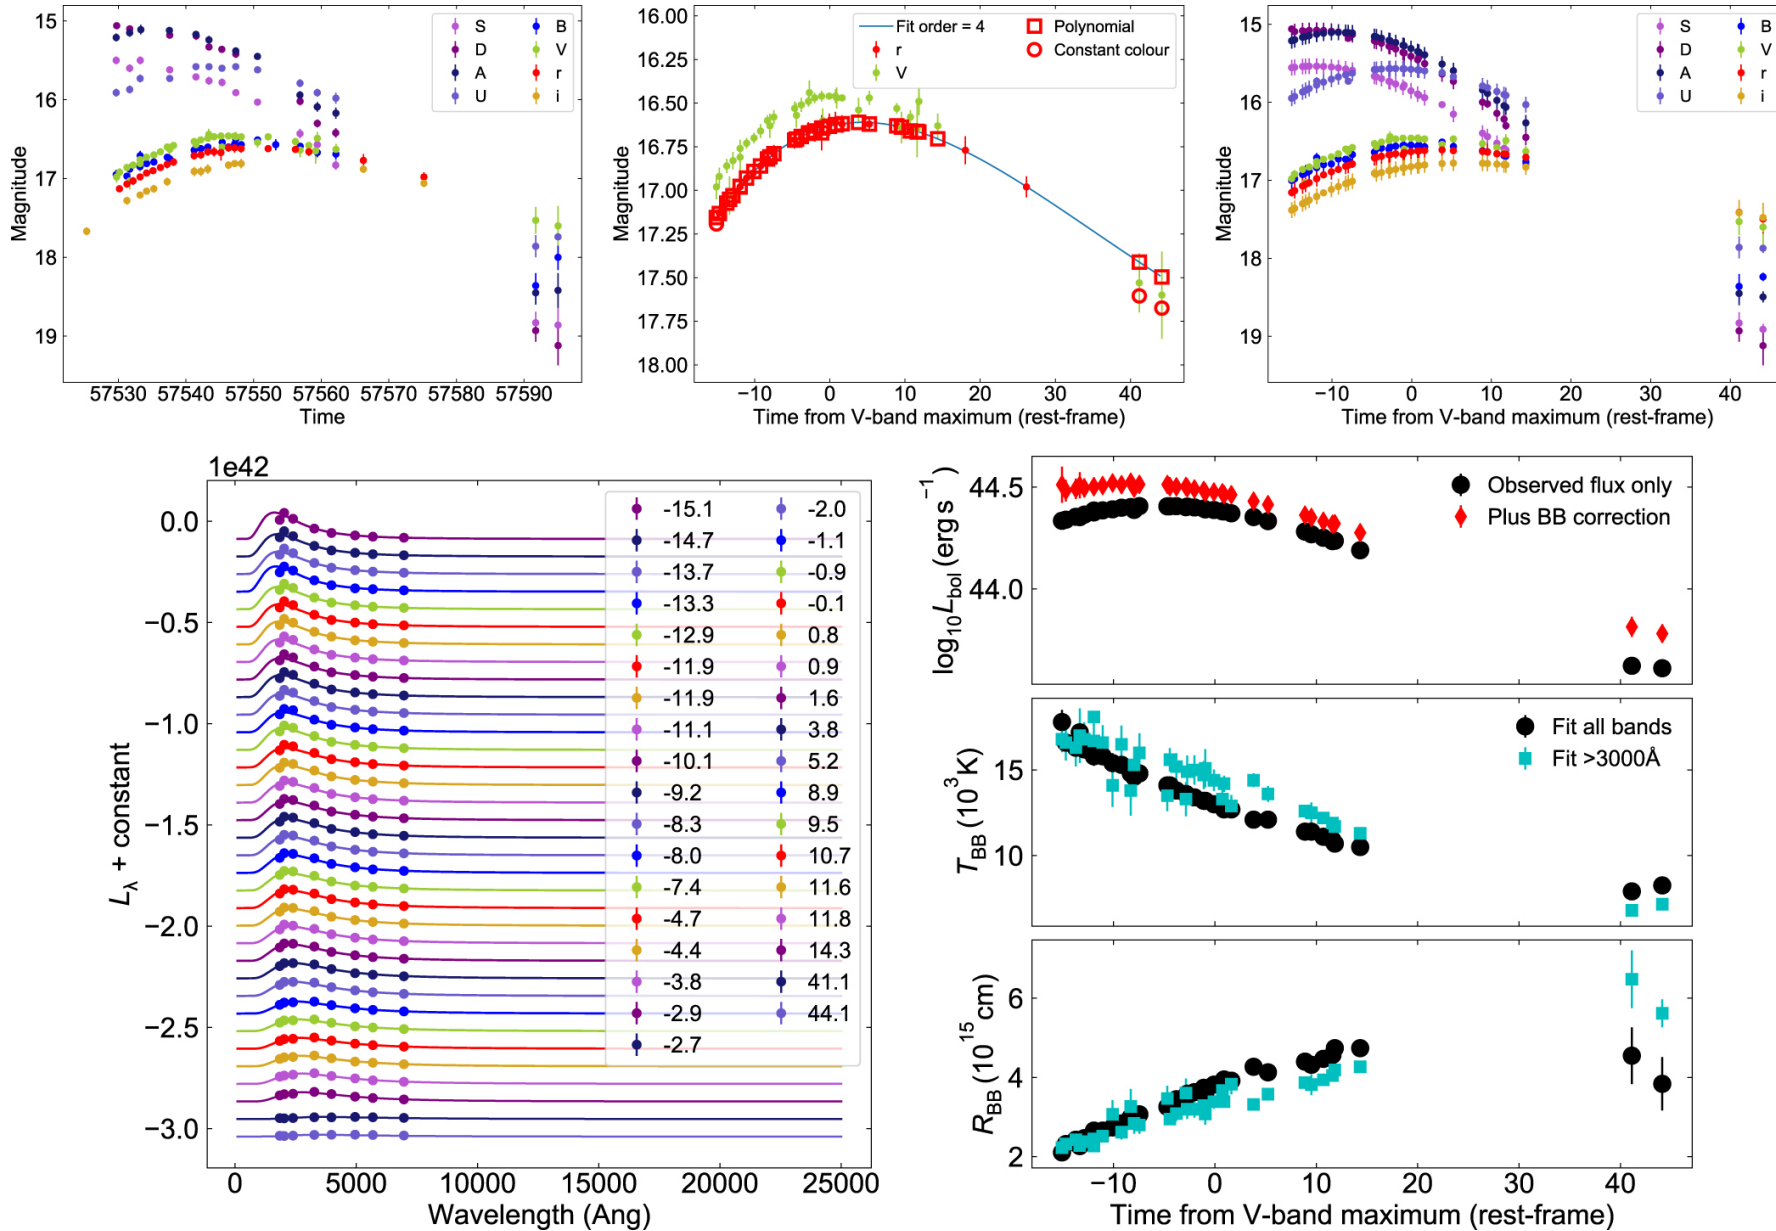 15
16
17
18
19
Magnitude
57530 57540 57550 57560 57570 57580 57590
Time
S B
D V
A r
U i
16.00
16.25
16.50
16.75
17.00
17.25
17.50
17.75
18.00
Magnitude
−10 0 10 20 30 40
Time from V-band maximum (rest-frame)
Fit order = 4
r
V
Polynomial
Constant colour
15
16
17
18
19
Magnitude
−10 0 10 20 30 40
Time from V-band maximum (rest-frame)
S B
D V
A r
U i
1e42
0.0
−0.5
−1.0
−1.5
−2.0
−2.5
−3.0
Lλ + constant
0 5000 10000 15000 20000 25000
Wavelength (Ang)
-15.1 -2.0
-14.7 -1.1
-13.7 -0.9
-13.3 -0.1
-12.9 0.8
-11.9 0.9
-11.9 1.6
-11.1 3.8
-10.1 5.2
-9.2 8.9
-8.3 9.5
-8.0 10.7
-7.4 11.6
-4.7 11.8
-4.4 14.3
-3.8 41.1
-2.9 44.1
-2.7
44.5
44.0
log₁₀ L_bol (erg s⁻¹)
Observed flux only
Plus BB correction
15
10
T_BB (10³ K)
Fit all bands
Fit >3000Å
6
4
2
R_BB (10¹⁵ cm)
−10 0 10 20 30 40
Time from V-band maximum (rest-frame)